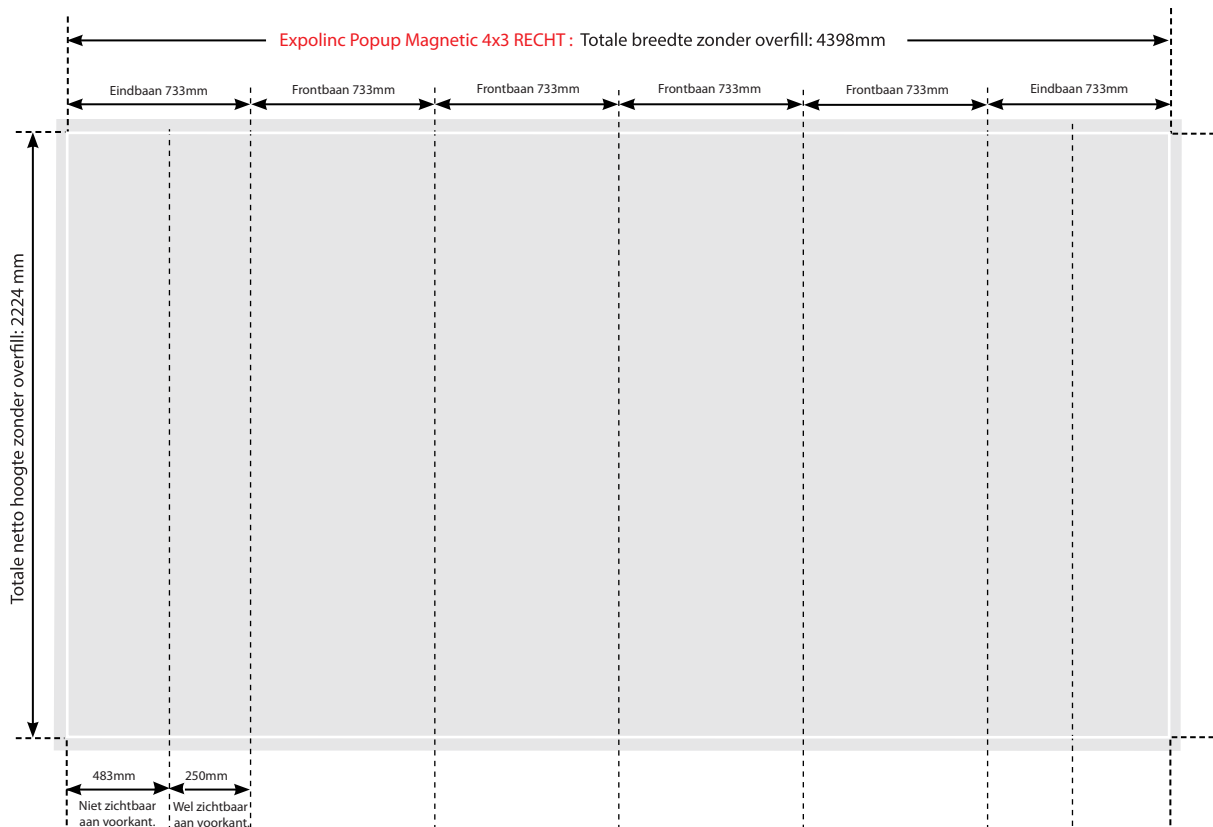 Expolinc Popup Magnetic 4x3 RECHT : Totale breedte zonder overfill: 4398mm
Eindbaan 733mm
Frontbaan 733mm
Frontbaan 733mm
Frontbaan 733mm
Frontbaan 733mm
Eindbaan 733mm
Totale netto hoogte zonder overfill: 2224 mm
483mm
Niet zichtbaar
aan voorkant.
250mm
Wel zichtbaar
aan voorkant